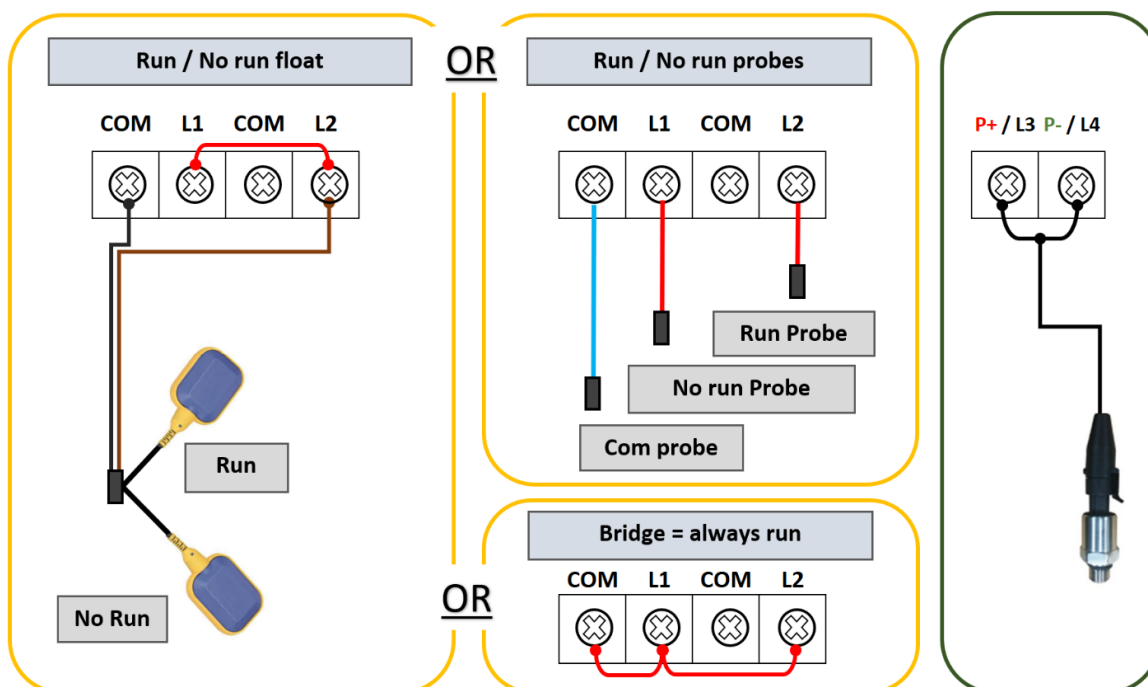 Run / No run float
COM L1 COM L2
Run
No Run
OR
Run / No run probes
COM L1 COM L2
Run Probe
No run Probe
Com probe
OR
Bridge = always run
COM L1 COM L2
P+ / L3 P- / L4